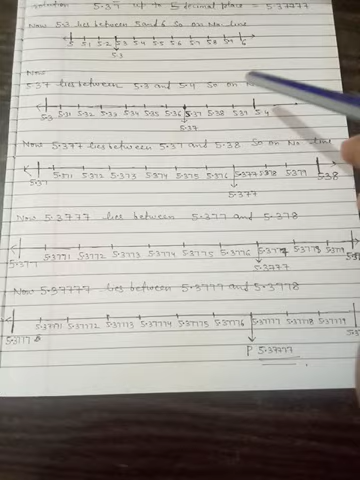 solution: 5.37 up to 5 decimal place = 5.37777
Now 5.3 lies between 5 and 6 So on No line
5 5.1 5.2 5.3 5.4 5.5 5.6 5.7 5.8 5.9 6
5.3
Now
5.37 lies between 5.3 and 5.4 So on
5.3 5.31 5.32 5.33 5.34 5.35 5.36 5.37 5.38 5.39 5.4
5.37
Now 5.377 lies between 5.37 and 5.38 So on No line
5.37 5.371 5.372 5.373 5.374 5.375 5.376 5.377 5.378 5.379 5.38
5.377
Now 5.3777 lies between 5.377 and 5.378
5.377 5.3771 5.3772 5.3773 5.3774 5.3775 5.3776 5.3777 5.3778 5.3779
5.3777
Now 5.37777 lies between 5.3777 and 5.3778
5.3777 5.37771 5.37772 5.37773 5.37774 5.37775 5.37776 5.37777 5.37778 5.37779
P 5.37777